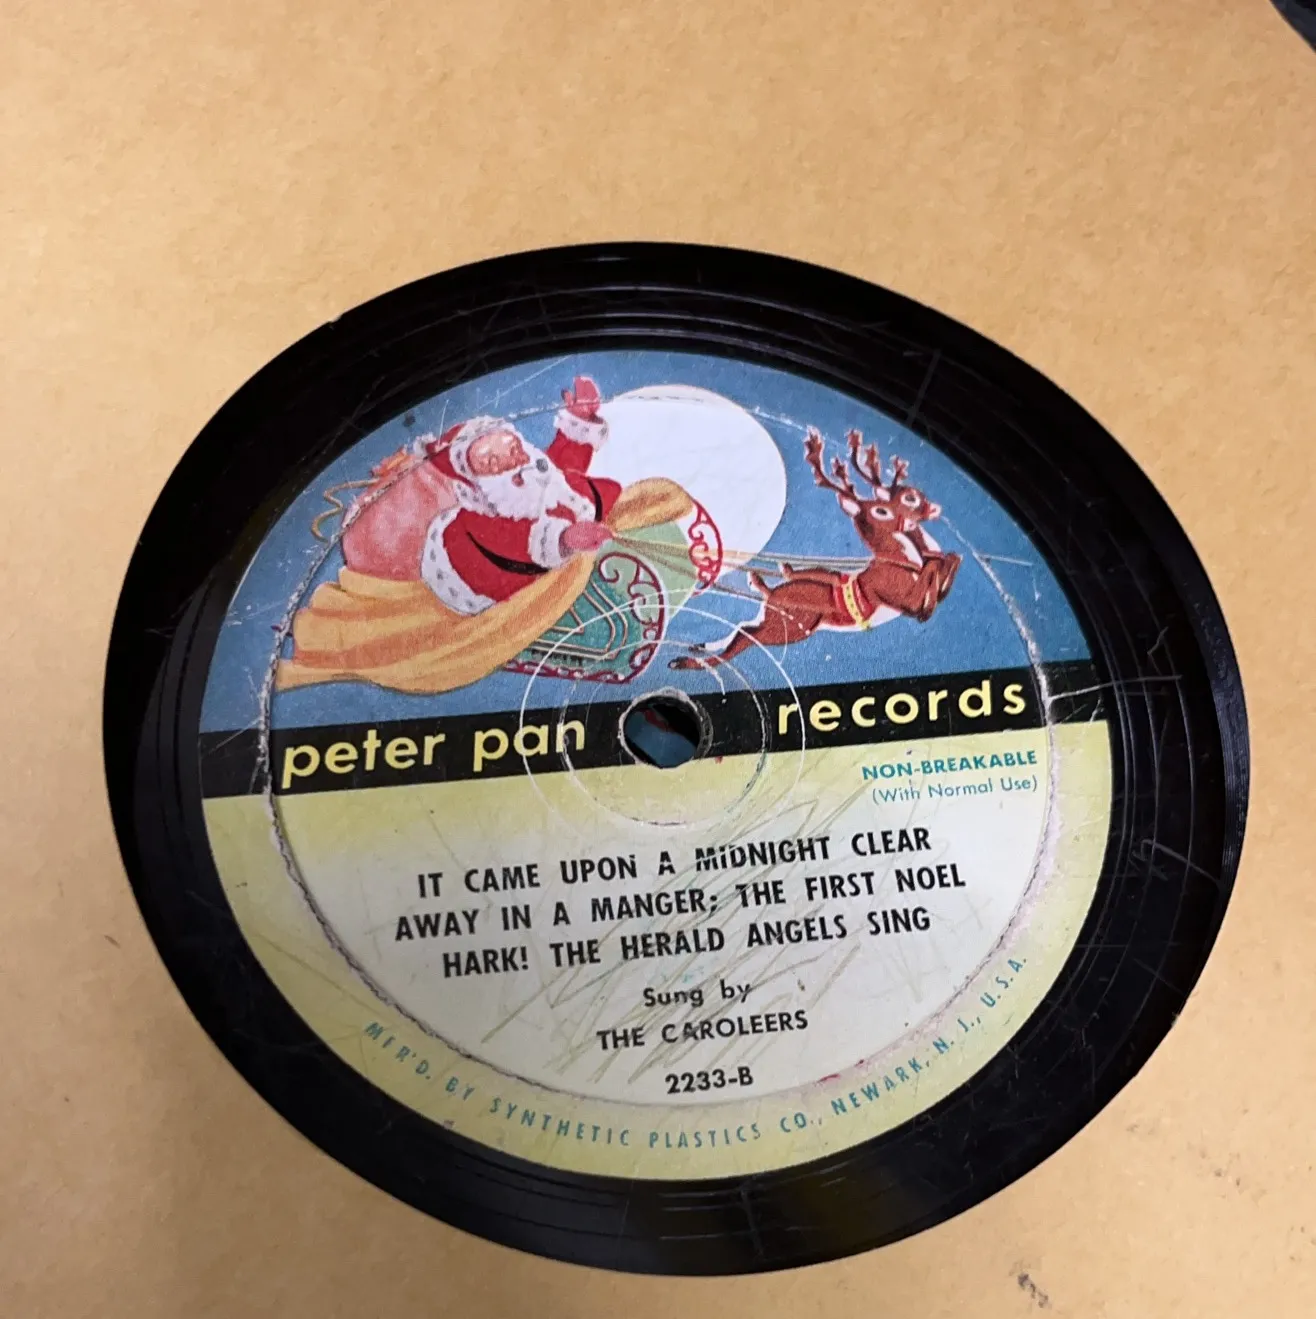 peter pan records
NON-BREAKABLE
(With Normal Use)
IT CAME UPON A MIDNIGHT CLEAR
AWAY IN A MANGER; THE FIRST NOEL
HARK! THE HERALD ANGELS SING
Sung by
THE CAROLEERS
2233-B
MFR'D. BY SYNTHETIC PLASTICS CO., NEWARK, N. J., U.S.A.